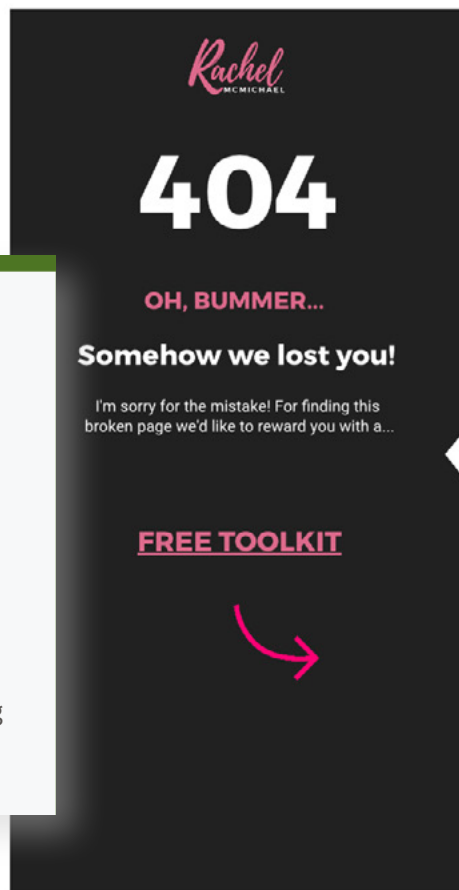 Rachel
MCMICHAEL
404
OH, BUMMER...
Somehow we lost you!
I'm sorry for the mistake! For finding this
broken page we'd like to reward you with a...
FREE TOOLKIT